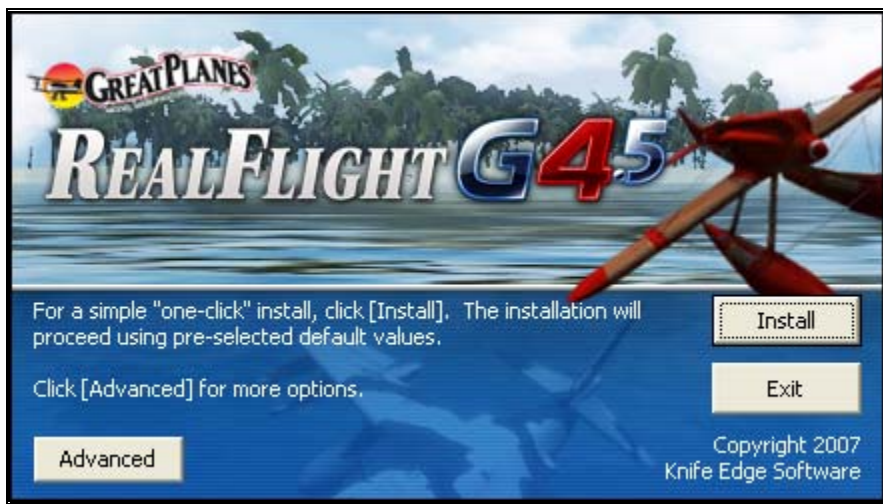 GREAT PLANES
REALFLIGHT G4.5
For a simple "one-click" install, click [Install].  The installation will
proceed using pre-selected default values.
Install
Click [Advanced] for more options.
Exit
Advanced
Copyright 2007
Knife Edge Software